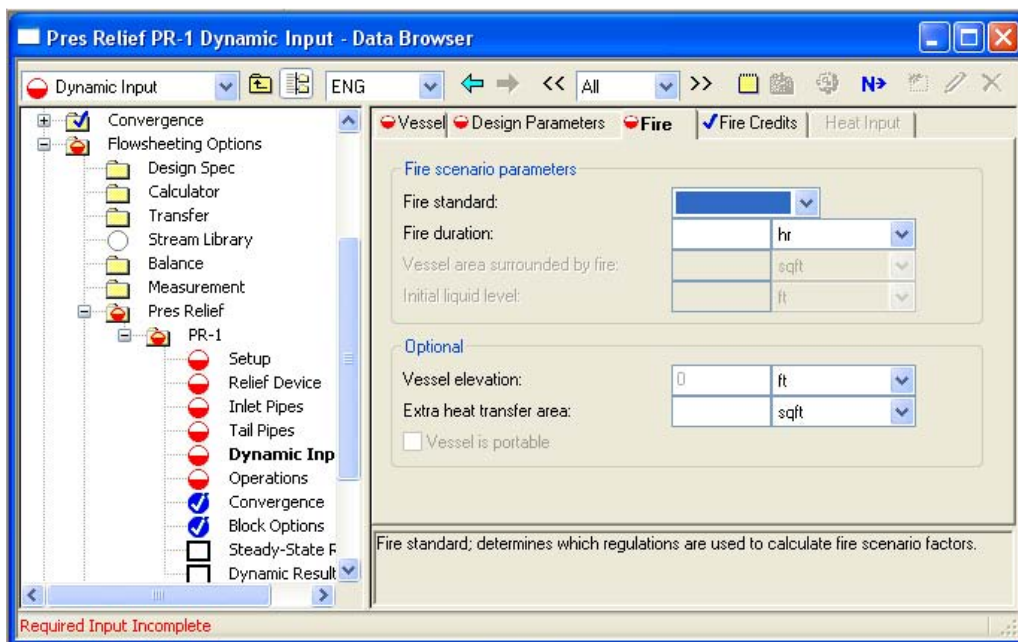 Pres Relief PR-1 Dynamic Input - Data Browser
Dynamic Input ENG << All >> N
Convergence
Flowsheeting Options
Design Spec
Calculator
Transfer
Stream Library
Balance
Measurement
Pres Relief
PR-1
Setup
Relief Device
Inlet Pipes
Tail Pipes
Dynamic Inp
Operations
Convergence
Block Options
Steady-State R
Dynamic Result
Vessel Design Parameters Fire Fire Credits Heat Input
Fire scenario parameters
Fire standard:
Fire duration: hr
Vessel area surrounded by fire: sqft
Initial liquid level: ft
Optional
Vessel elevation: 0 ft
Extra heat transfer area: sqft
Vessel is portable
Fire standard; determines which regulations are used to calculate fire scenario factors.
Required Input Incomplete